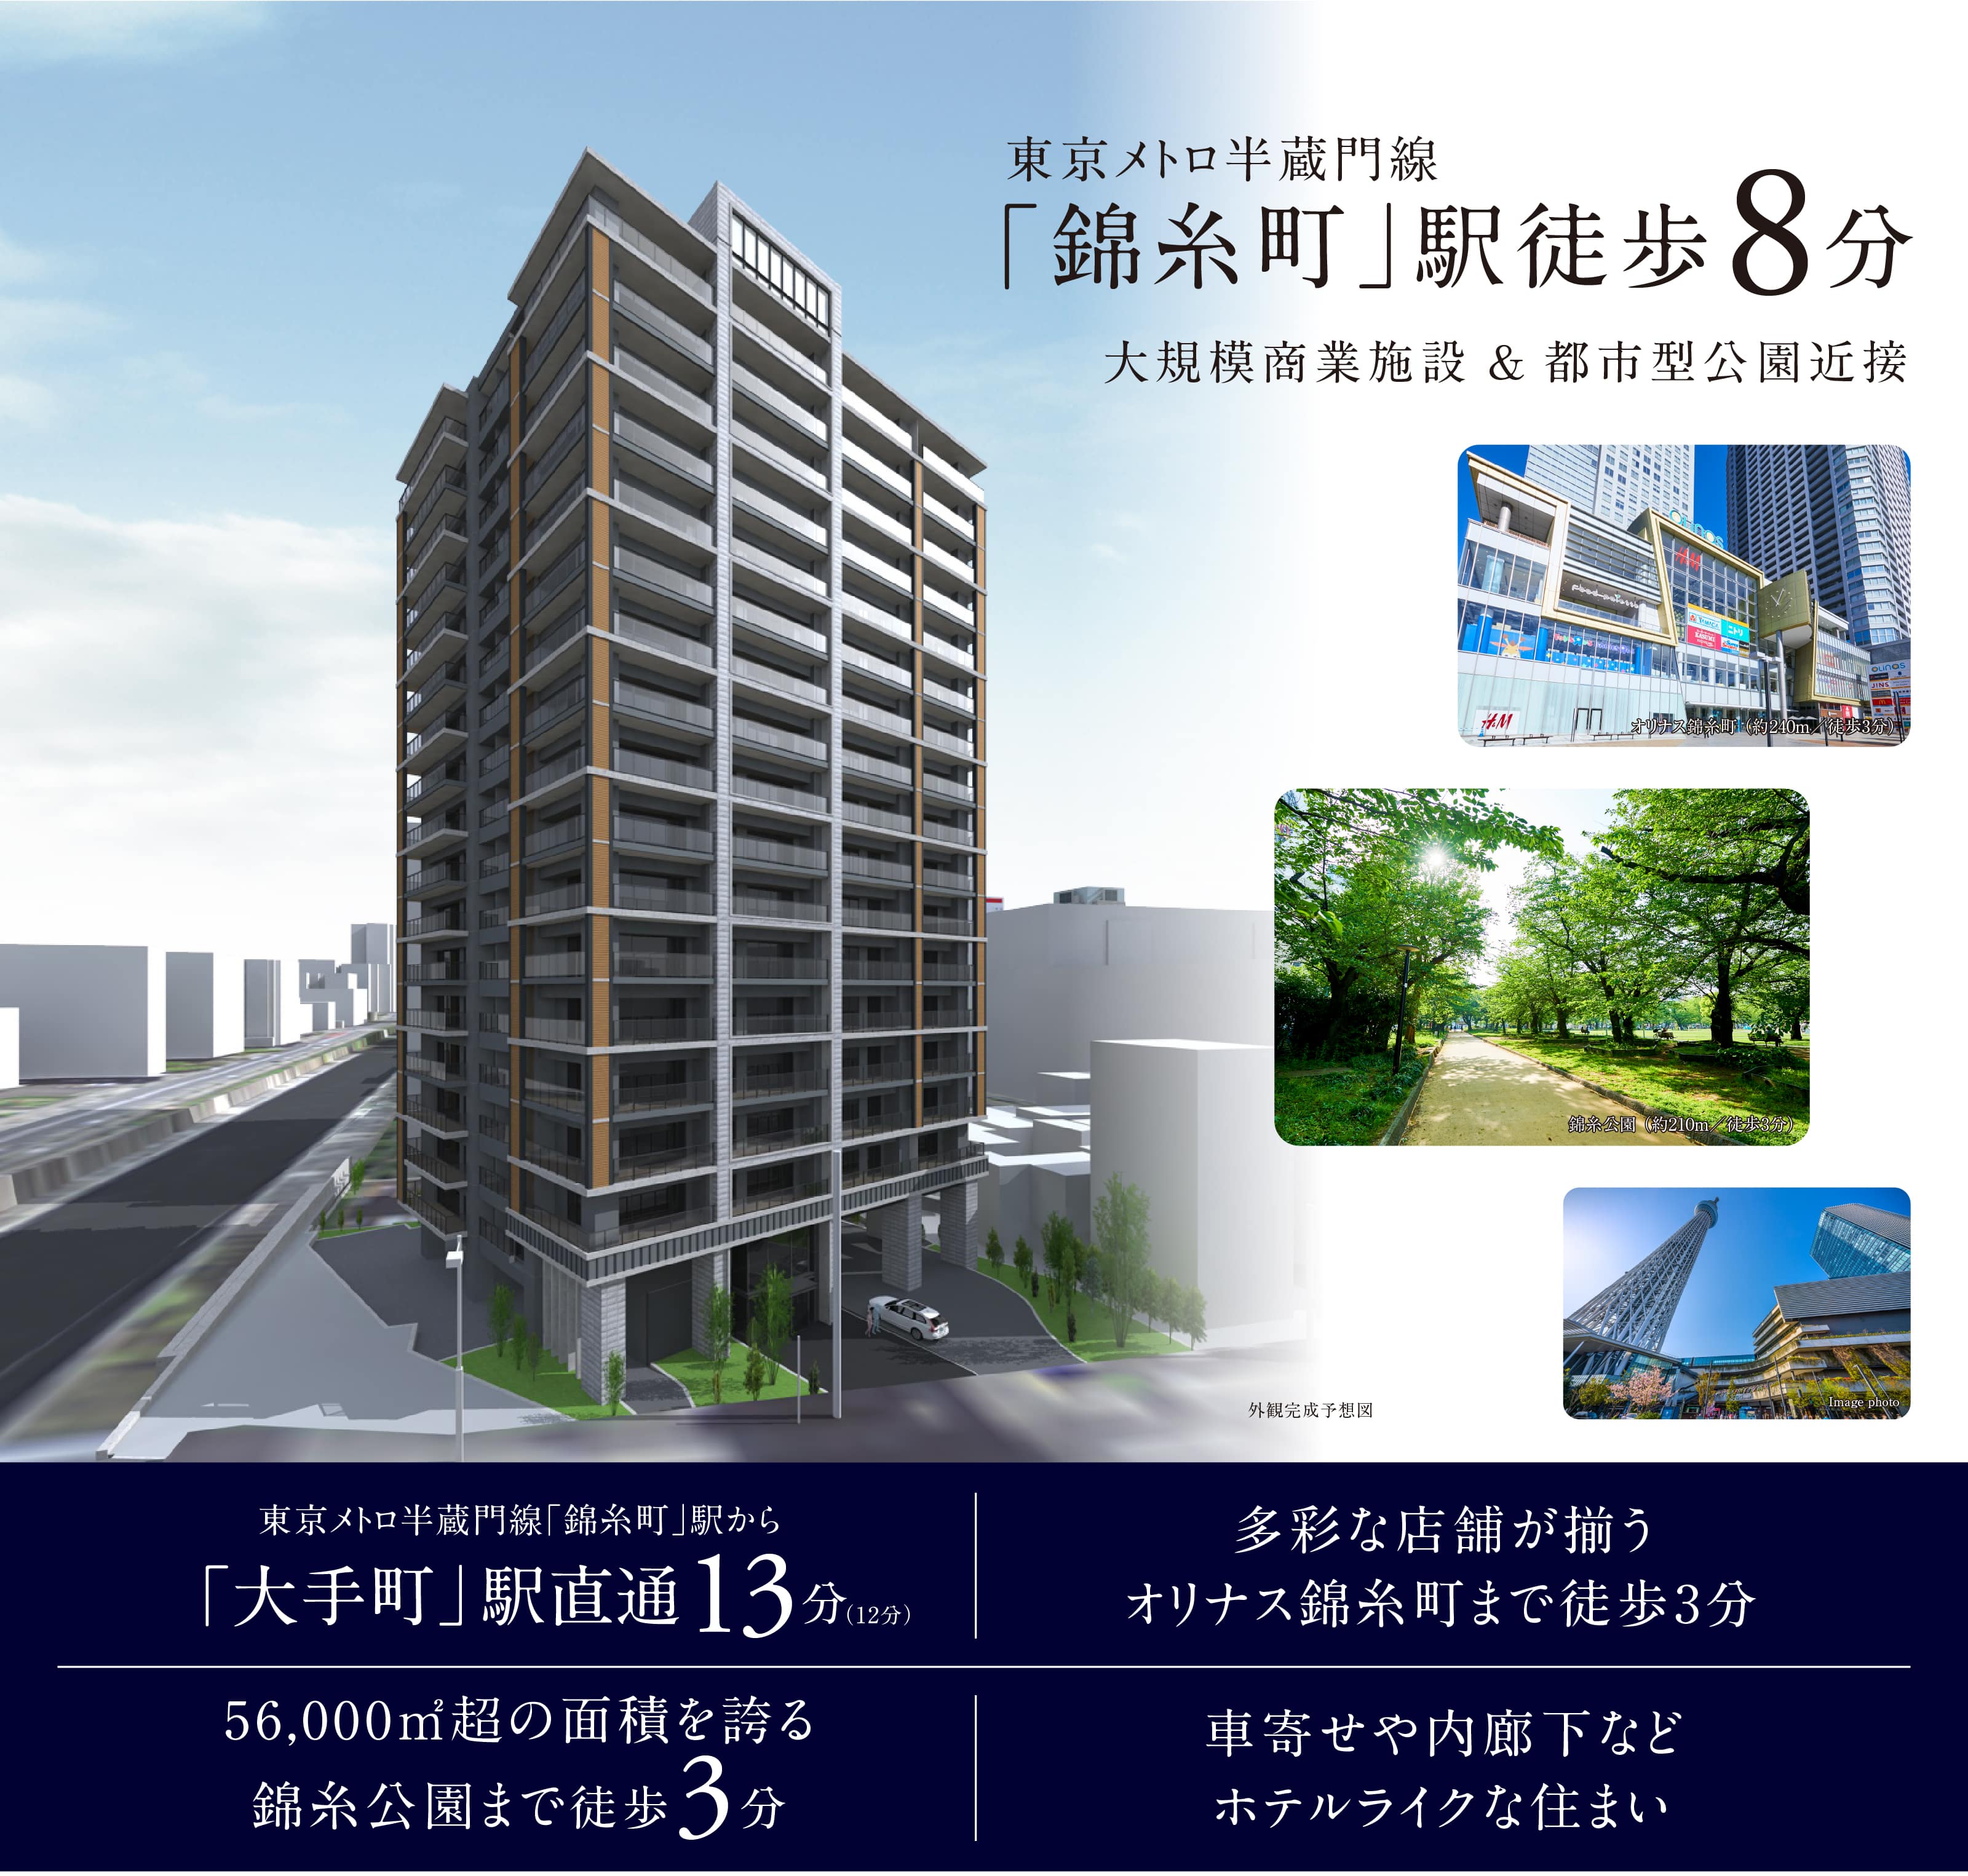 東京メトロ半蔵門線
「錦糸町」駅徒歩8分
大規模商業施設 & 都市型公園近接
OLINAS
H&M
ニトリ
OLINAS
JINS
H&M
オリナス錦糸町（約240m／徒歩3分）
錦糸公園（約210m／徒歩3分）
Image photo
外観完成予想図
東京メトロ半蔵門線「錦糸町」駅から
「大手町」駅直通13分（12分）
多彩な店舗が揃う
オリナス錦糸町まで徒歩3分
56,000㎡超の面積を誇る
錦糸公園まで徒歩3分
車寄せや内廊下など
ホテルライクな住まい